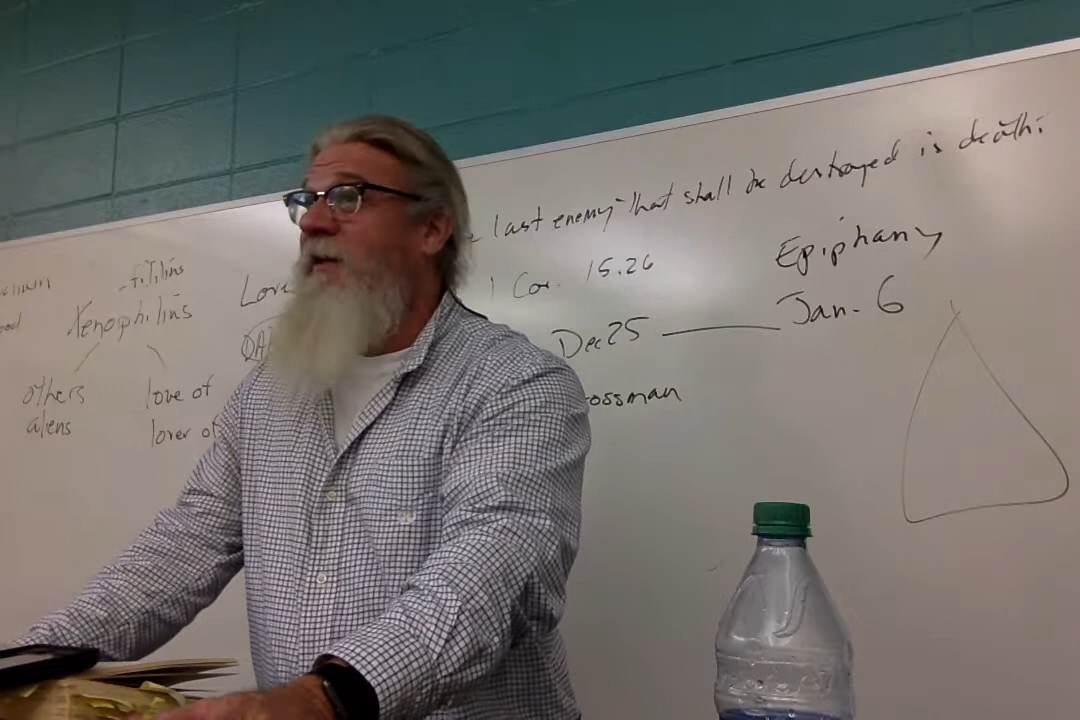 last enemy that shall be destroyed is death:
1 Cor. 15.26
Epiphany
Dec 25 — Jan. 6
Xenophilius
others
aliens
love of
lover of
Love
ossman